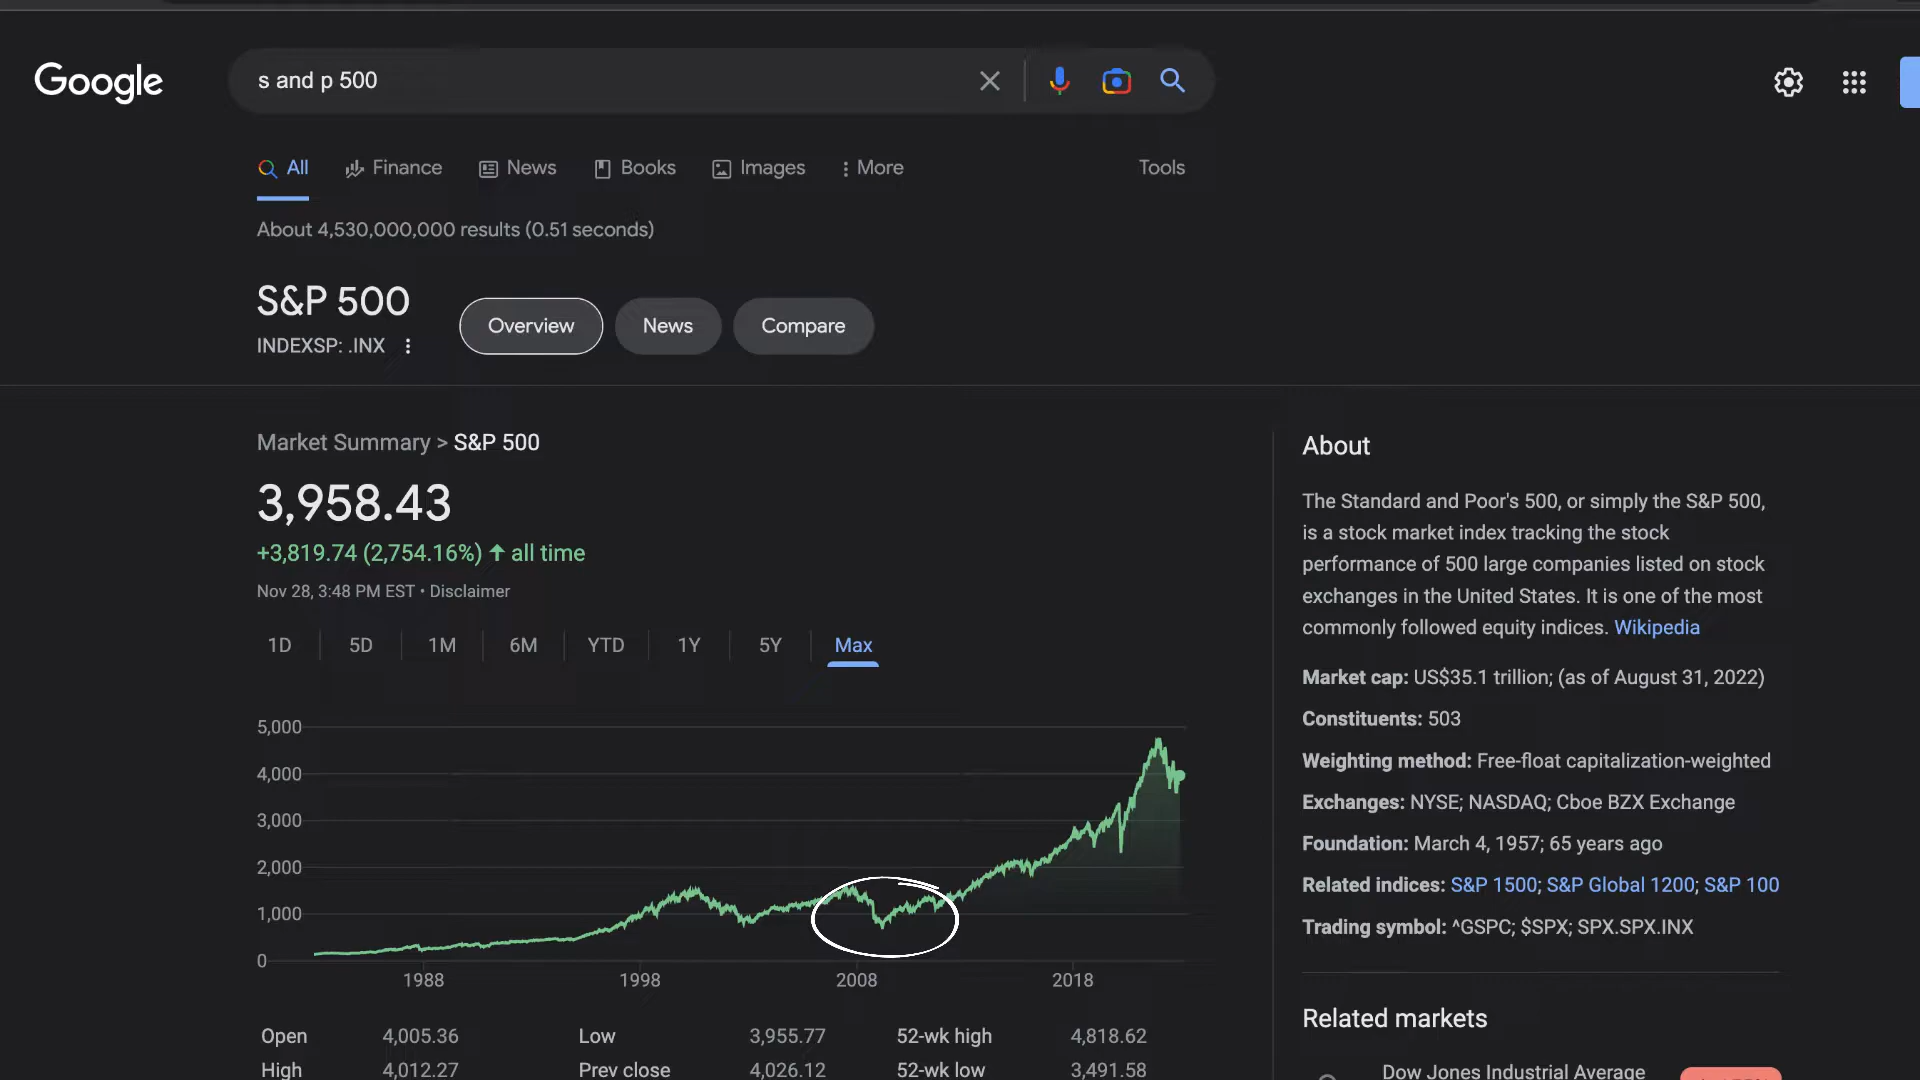 Google
s and p 500
All Finance News Books Images More Tools
About 4,530,000,000 results (0.51 seconds)
S&P 500
INDEXSP: .INX
Overview News Compare
Market Summary > S&P 500
3,958.43
+3,819.74 (2,754.16%) ↑ all time
Nov 28, 3:48 PM EST • Disclaimer
1D 5D 1M 6M YTD 1Y 5Y Max
5,000
4,000
3,000
2,000
1,000
0
1988 1998 2008 2018
Open 4,005.36 Low 3,955.77 52-wk high 4,818.62
High 4,012.27 Prev close 4,026.12 52-wk low 3,491.58
About
The Standard and Poor's 500, or simply the S&P 500,
is a stock market index tracking the stock
performance of 500 large companies listed on stock
exchanges in the United States. It is one of the most
commonly followed equity indices. Wikipedia
Market cap: US$35.1 trillion; (as of August 31, 2022)
Constituents: 503
Weighting method: Free-float capitalization-weighted
Exchanges: NYSE; NASDAQ; Cboe BZX Exchange
Foundation: March 4, 1957; 65 years ago
Related indices: S&P 1500; S&P Global 1200; S&P 100
Trading symbol: ^GSPC; $SPX; SPX.SPX.INX
Related markets
Dow Jones Industrial Average